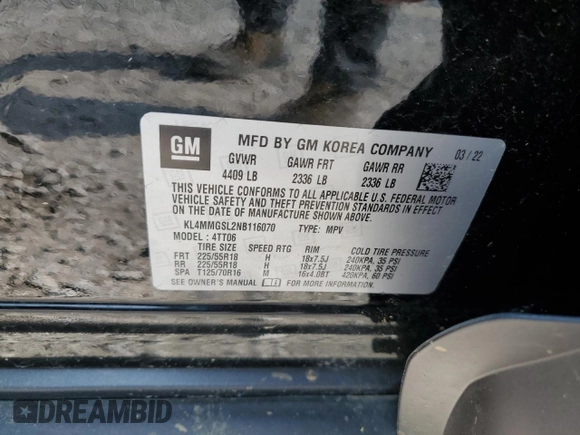 GM
MFD BY GM KOREA COMPANY 03/22
GVWR GAWR FRT GAWR RR
4409 LB 2336 LB 2336 LB
THIS VEHICLE CONFORMS TO ALL APPLICABLE U.S. FEDERAL MOTOR
VEHICLE SAFETY AND THEFT PREVENTION STANDARDS IN EFFECT ON
THE DATE OF MANUFACTURE SHOWN ABOVE.
KL4MMGSL2NB116070 TYPE: MPV
MODEL: 4TT06
TIRE SIZE SPEED RTG RIM COLD TIRE PRESSURE
FRT 225/55R18 H 18x7.5J 240KPA, 35 PSI
RR 225/55R18 H 18x7.5J 240KPA, 35 PSI
SPA T125/70R16 M 16x4.0BT 420KPA, 60 PSI
SEE OWNER'S MANUAL FOR MORE INFORMATION.
DREAMBID